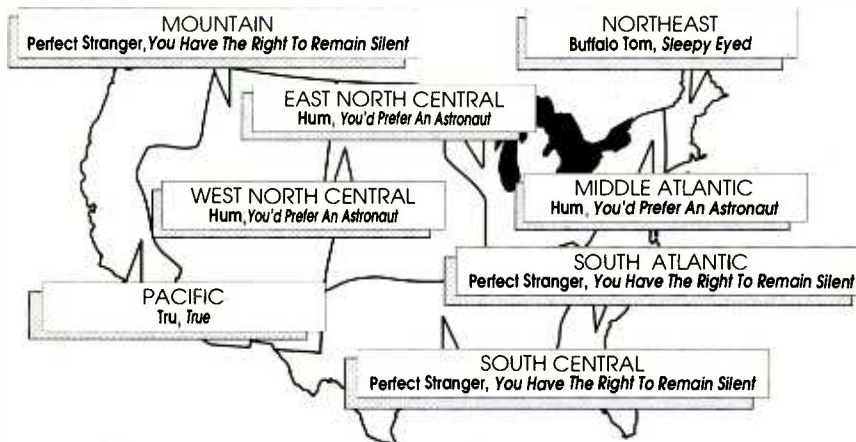 MOUNTAIN
Perfect Stranger, You Have The Right To Remain Silent
NORTHEAST
Buffalo Tom, Sleepy Eyed
EAST NORTH CENTRAL
Hum, You'd Prefer An Astronaut
WEST NORTH CENTRAL
Hum, You'd Prefer An Astronaut
MIDDLE ATLANTIC
Hum, You'd Prefer An Astronaut
SOUTH ATLANTIC
Perfect Stranger, You Have The Right To Remain Silent
PACIFIC
Tru, True
SOUTH CENTRAL
Perfect Stranger, You Have The Right To Remain Silent